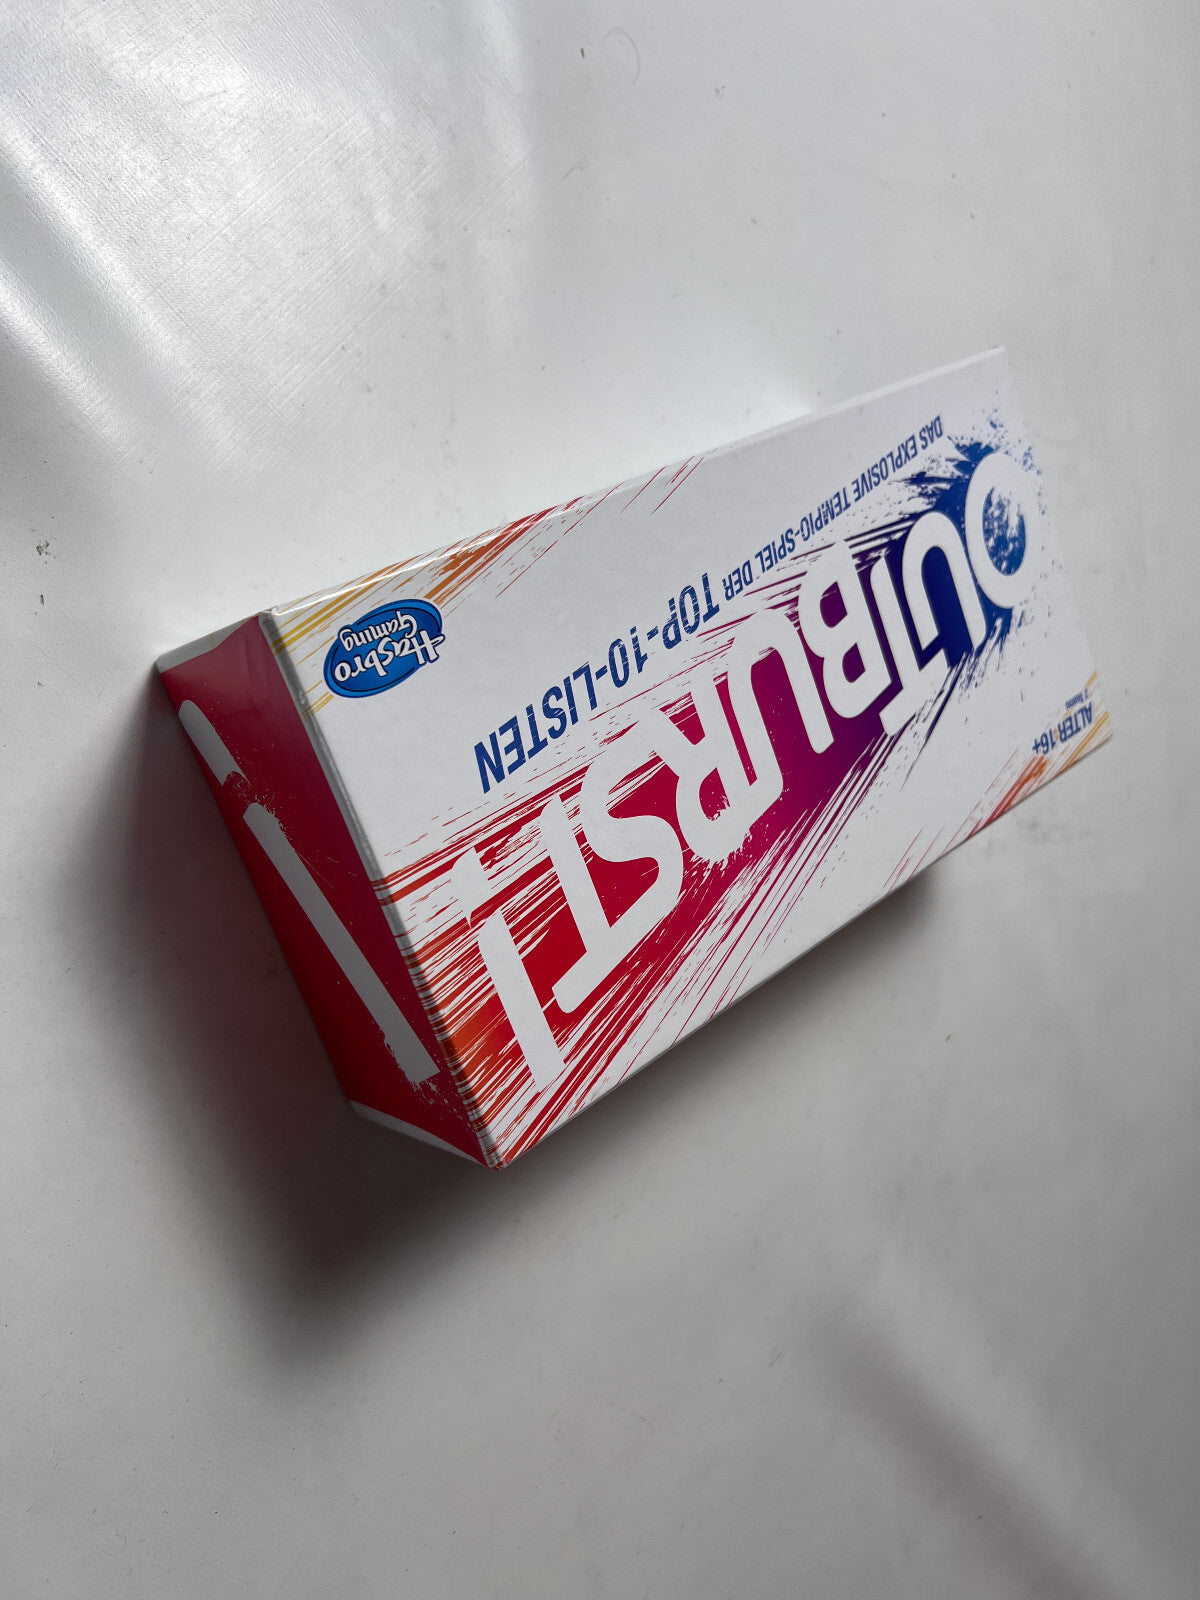 OUTBURST!
DAS EXPLOSIVE TEMPO-SPIEL DER TOP-10-LISTEN
Hasbro
Gaming
ALTER 16+
!